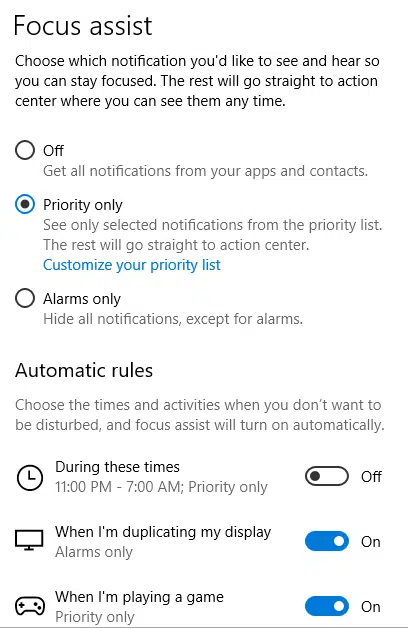 Focus assist
Choose which notification you'd like to see and hear so
you can stay focused. The rest will go straight to action
center where you can see them any time.
Off
Get all notifications from your apps and contacts.
Priority only
See only selected notifications from the priority list.
The rest will go straight to action center.
Customize your priority list
Alarms only
Hide all notifications, except for alarms.
Automatic rules
Choose the times and activities when you don't want to
be disturbed, and focus assist will turn on automatically.
During these times
11:00 PM - 7:00 AM; Priority only
Off
When I'm duplicating my display
Alarms only
On
When I'm playing a game
Priority only
On